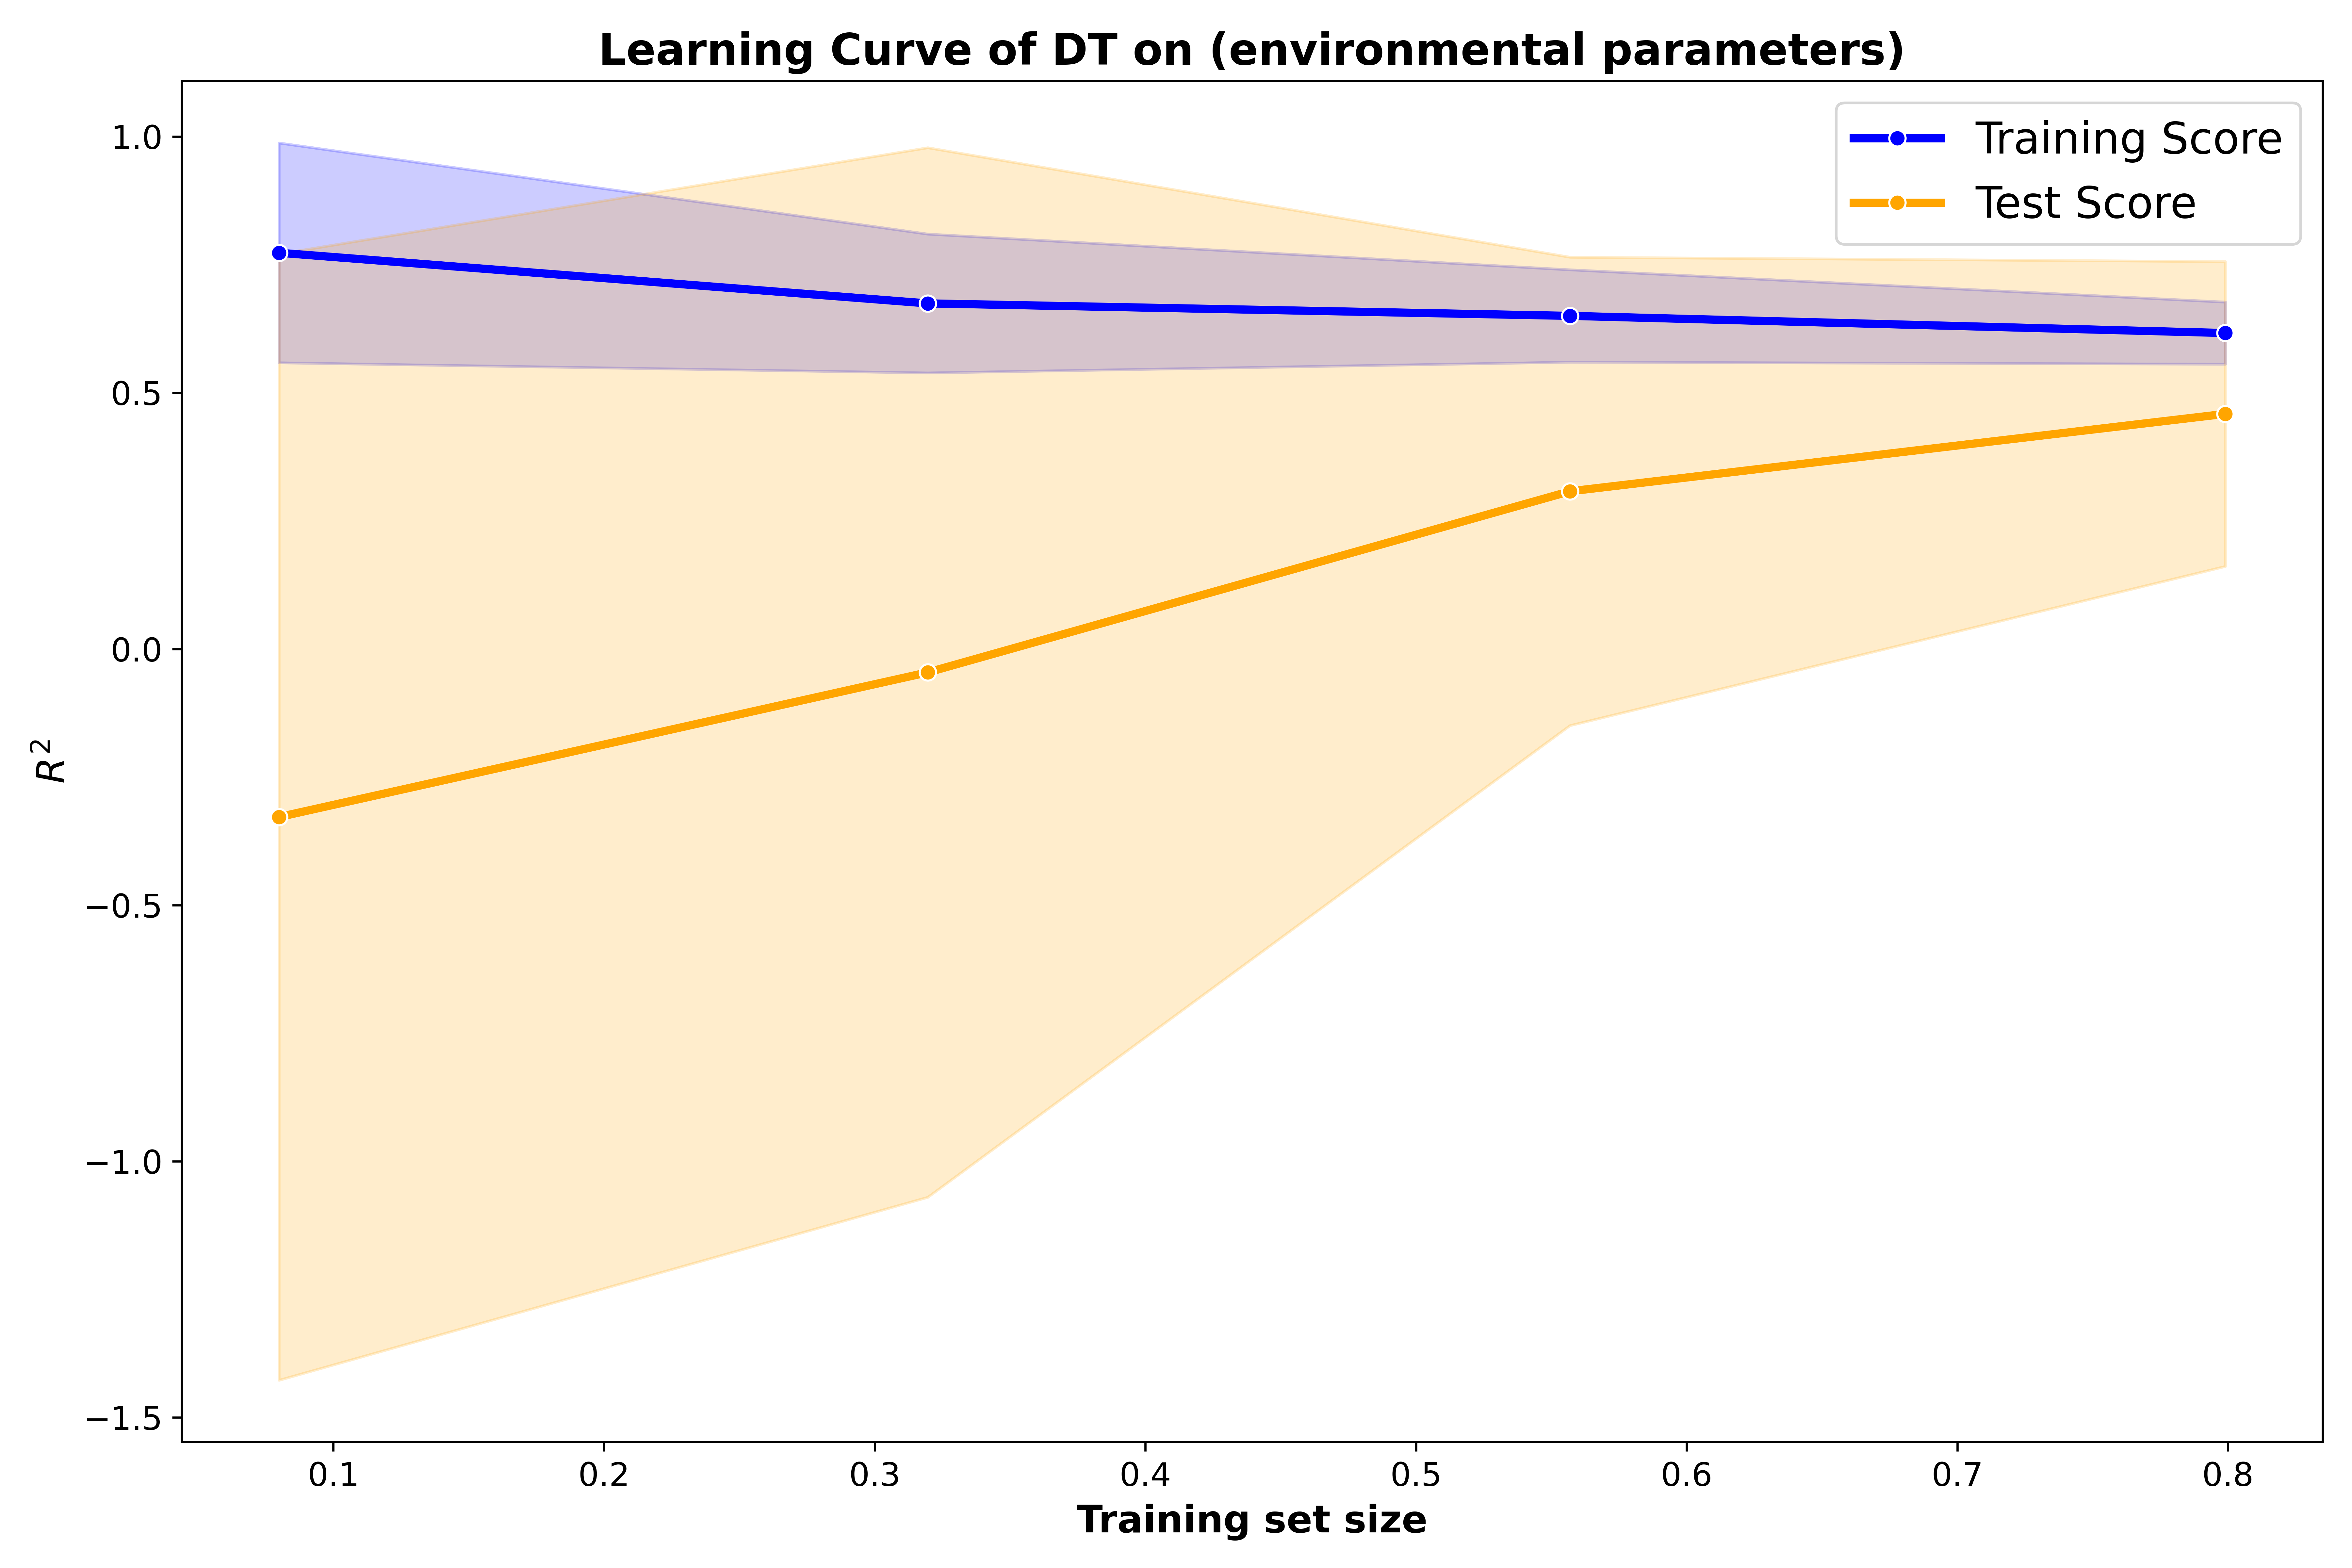 Learning Curve of DT on (environmental parameters)
Training Score
Test Score
1.0
0.5
0.0
−0.5
−1.0
−1.5
R²
0.1 0.2 0.3 0.4 0.5 0.6 0.7 0.8
Training set size